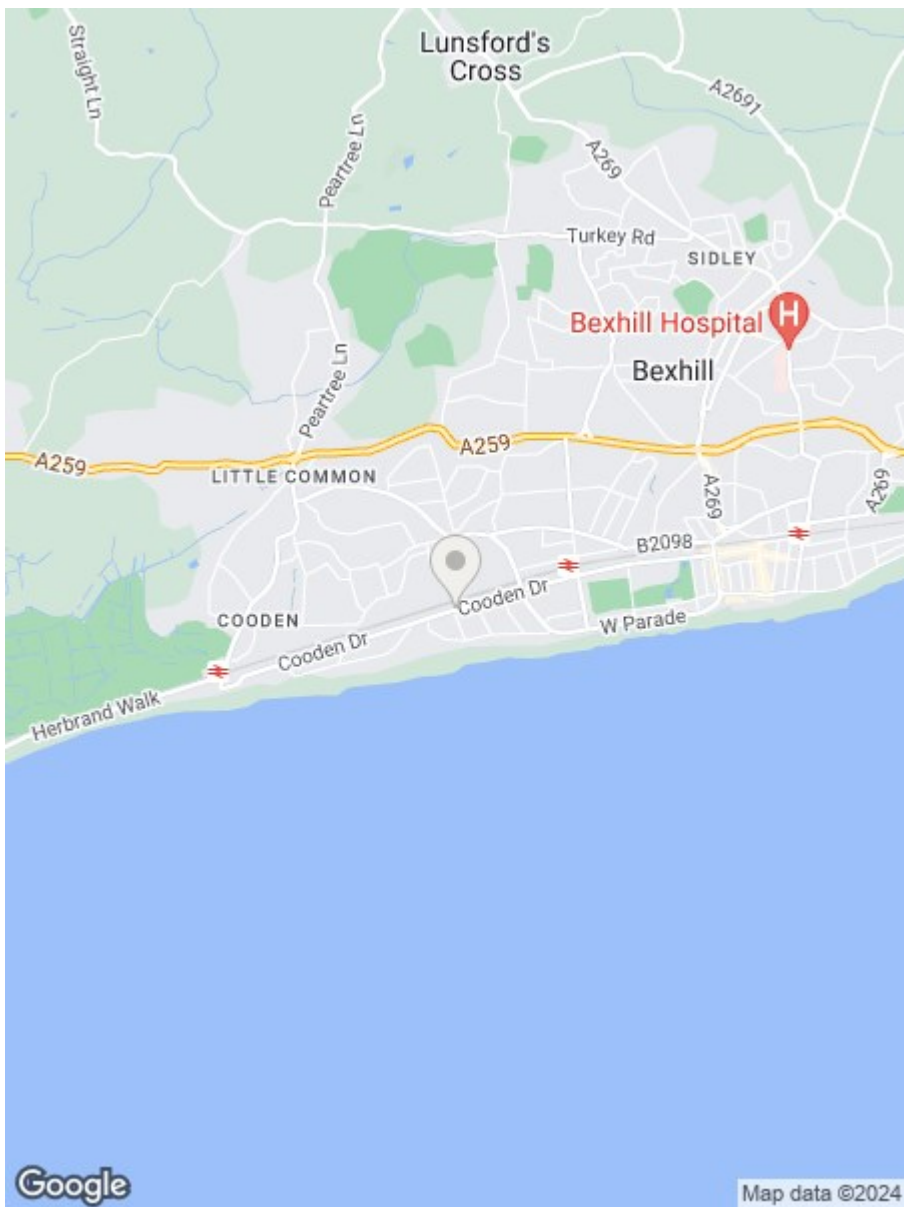 Lunsford's
Cross
Straight Ln
A2691
Peartree Ln
A269
Turkey Rd
SIDLEY
Bexhill Hospital
H
Bexhill
Peartree Ln
A259
A259
LITTLE COMMON
A269
A269
B2098
Cooden Dr
COODEN
W Parade
Cooden Dr
Herbrand Walk
Google
Map data ©2024